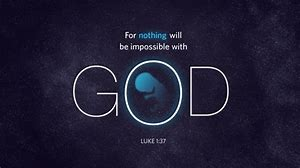 For nothing will
be impossible with
GOD
LUKE 1:37